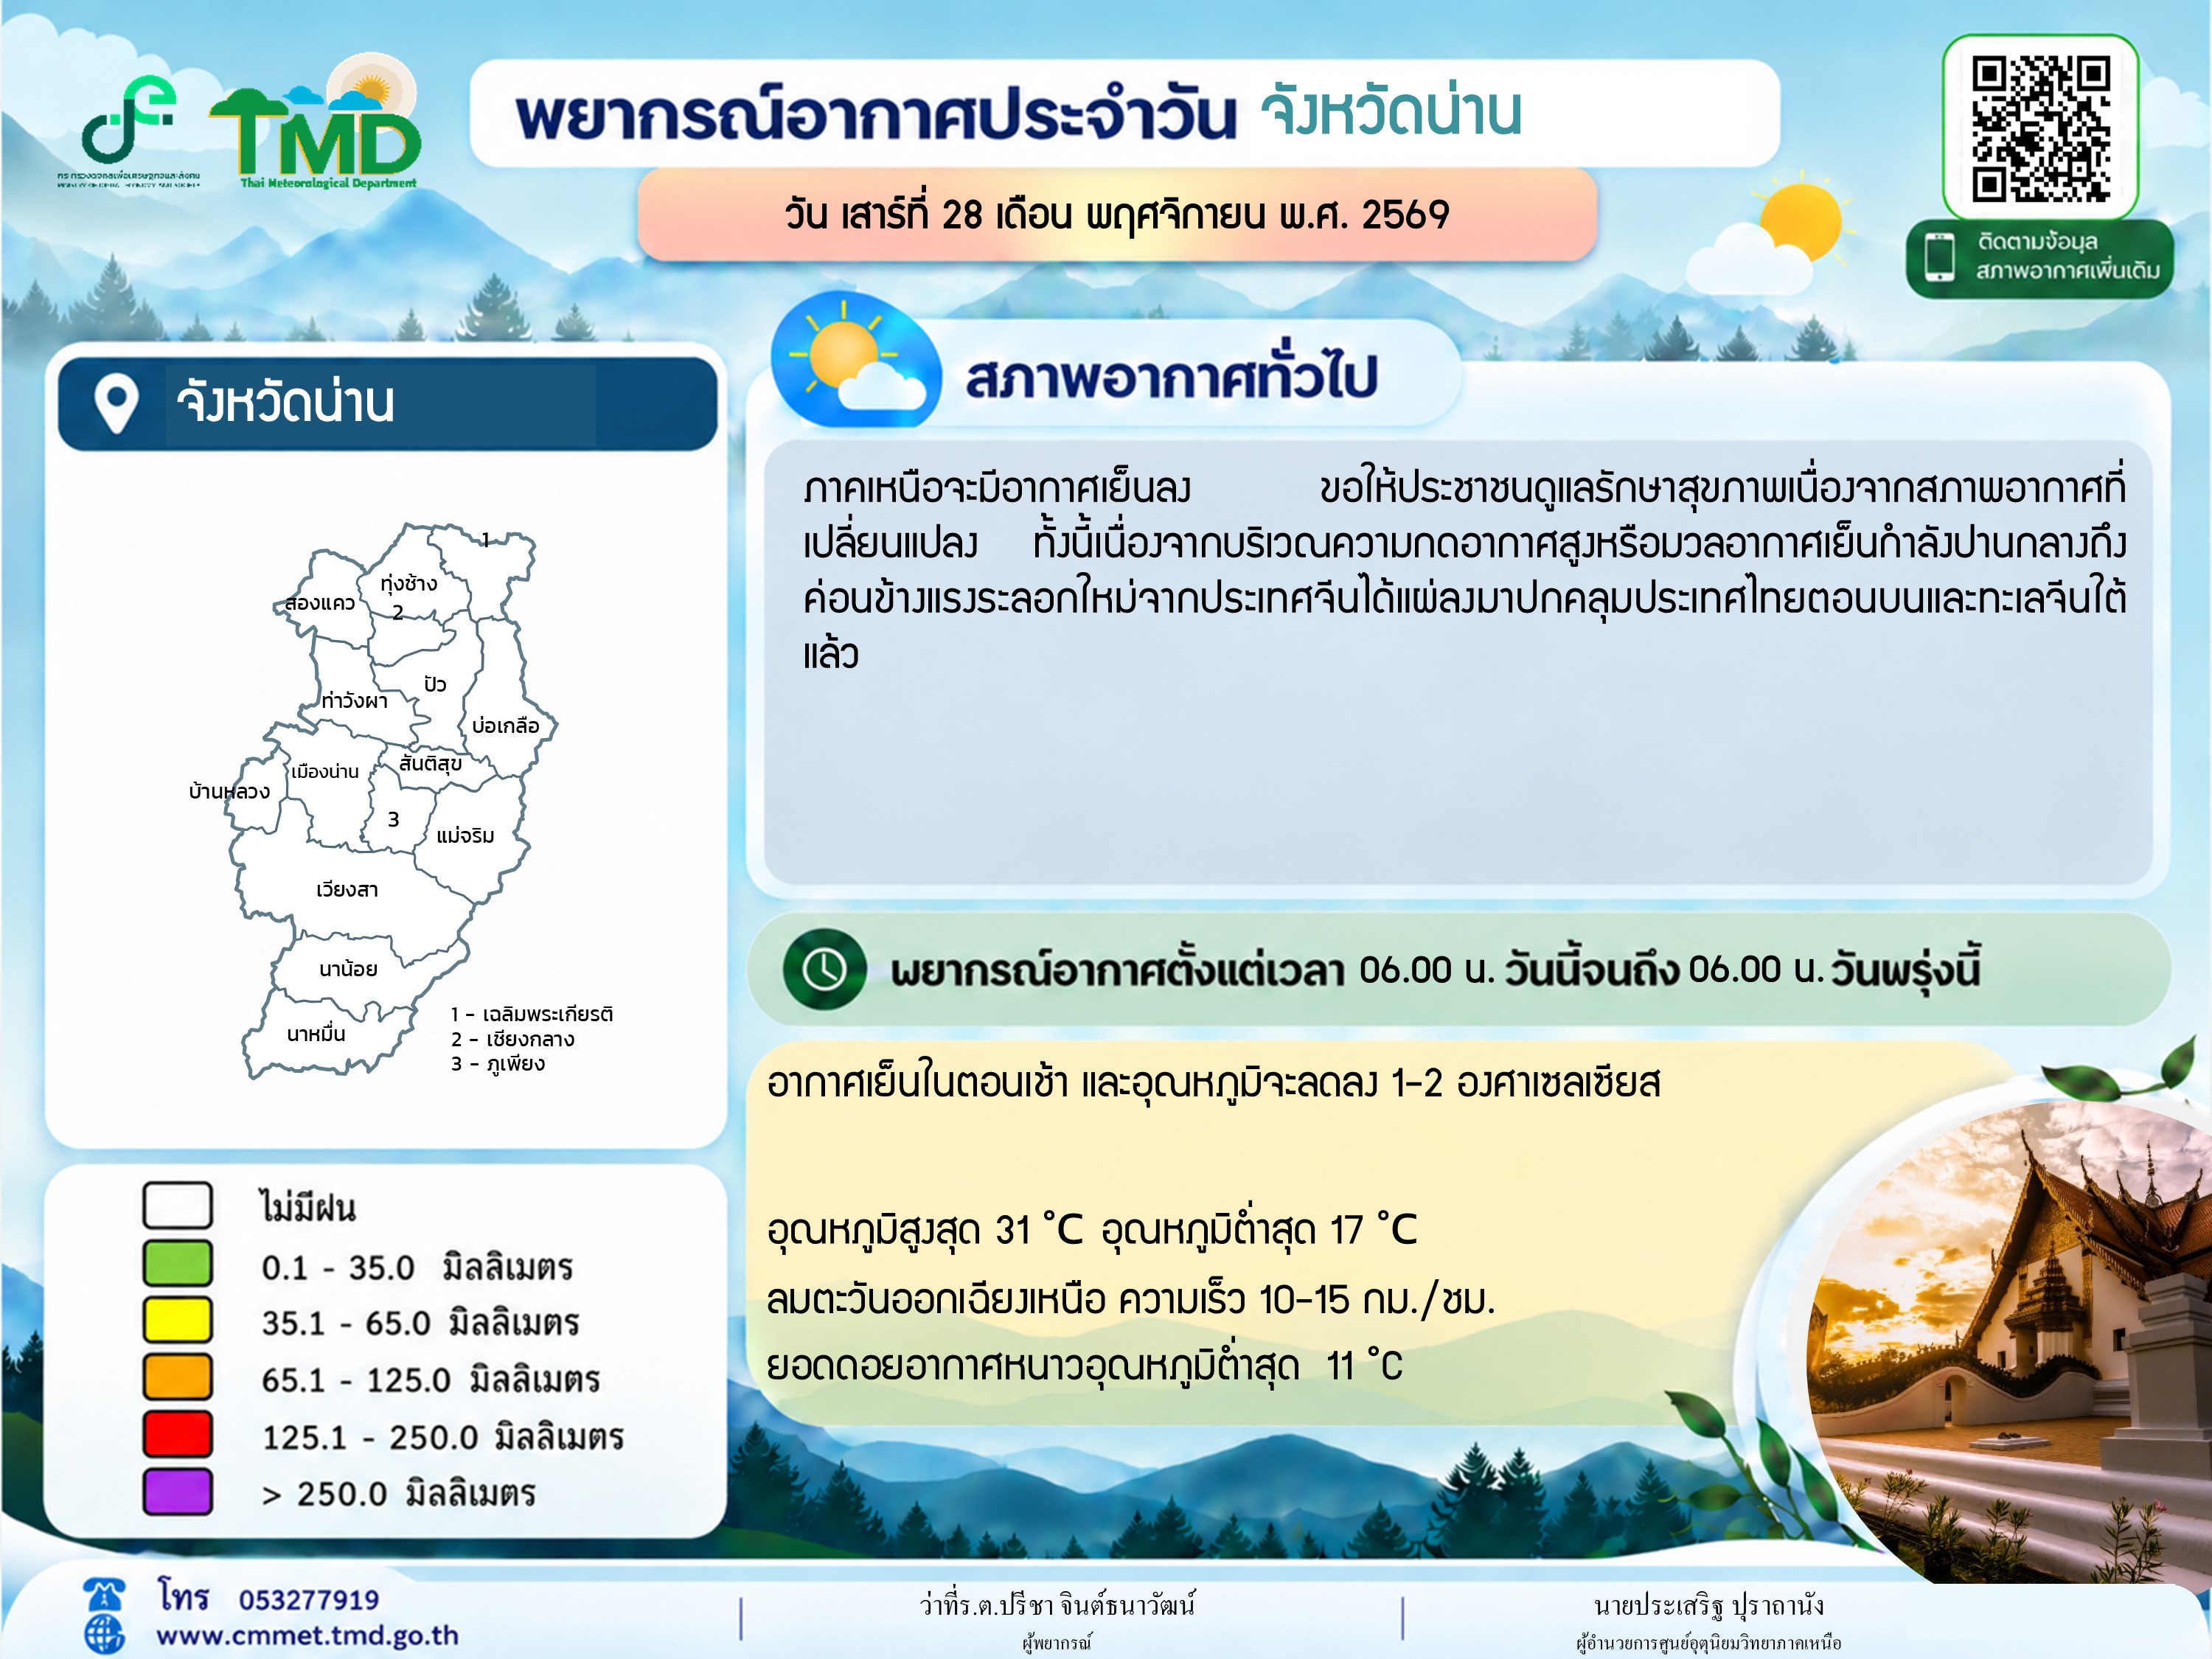 TMD
Thai Meteorological Department
พยากรณ์อากาศประจำวัน จังหวัดน่าน
วัน เสาร์ที่ 28 เดือน พฤศจิกายน พ.ศ. 2569
ติดตามข้อมูล
สภาพอากาศเพิ่มเติม
จังหวัดน่าน
1
ทุ่งช้าง
สองแคว
2
ปัว
ท่าวังผา
บ่อเกลือ
สันติสุข
เมืองน่าน
บ้านหลวง
3
แม่จริม
เวียงสา
นาน้อย
นาหมื่น
1 - เฉลิมพระเกียรติ
2 - เชียงกลาง
3 - ภูเพียง
ไม่มีฝน
0.1 - 35.0 มิลลิเมตร
35.1 - 65.0 มิลลิเมตร
65.1 - 125.0 มิลลิเมตร
125.1 - 250.0 มิลลิเมตร
> 250.0 มิลลิเมตร
สภาพอากาศทั่วไป
ภาคเหนือจะมีอากาศเย็นลง ขอให้ประชาชนดูแลรักษาสุขภาพเนื่องจากสภาพอากาศที่
เปลี่ยนแปลง ทั้งนี้เนื่องจากบริเวณความกดอากาศสูงหรือมวลอากาศเย็นกำลังปานกลางถึง
ค่อนข้างแรงระลอกใหม่จากประเทศจีนได้แผ่ลงมาปกคลุมประเทศไทยตอนบนและทะเลจีนใต้
แล้ว
พยากรณ์อากาศตั้งแต่เวลา 06.00 น. วันนี้จนถึง 06.00 น. วันพรุ่งนี้
อากาศเย็นในตอนเช้า และอุณหภูมิจะลดลง 1-2 องศาเซลเซียส
อุณหภูมิสูงสุด 31 °C อุณหภูมิต่ำสุด 17 °C
ลมตะวันออกเฉียงเหนือ ความเร็ว 10-15 กม./ชม.
ยอดดอยอากาศหนาวอุณหภูมิต่ำสุด 11 °C
โทร 053277919
www.cmmet.tmd.go.th
ว่าที่ร.ต.ปรีชา จินต์ธนาวัฒน์
ผู้พยากรณ์
นายประเสริฐ ปุราถานัง
ผู้อำนวยการศูนย์อุตุนิยมวิทยาภาคเหนือ